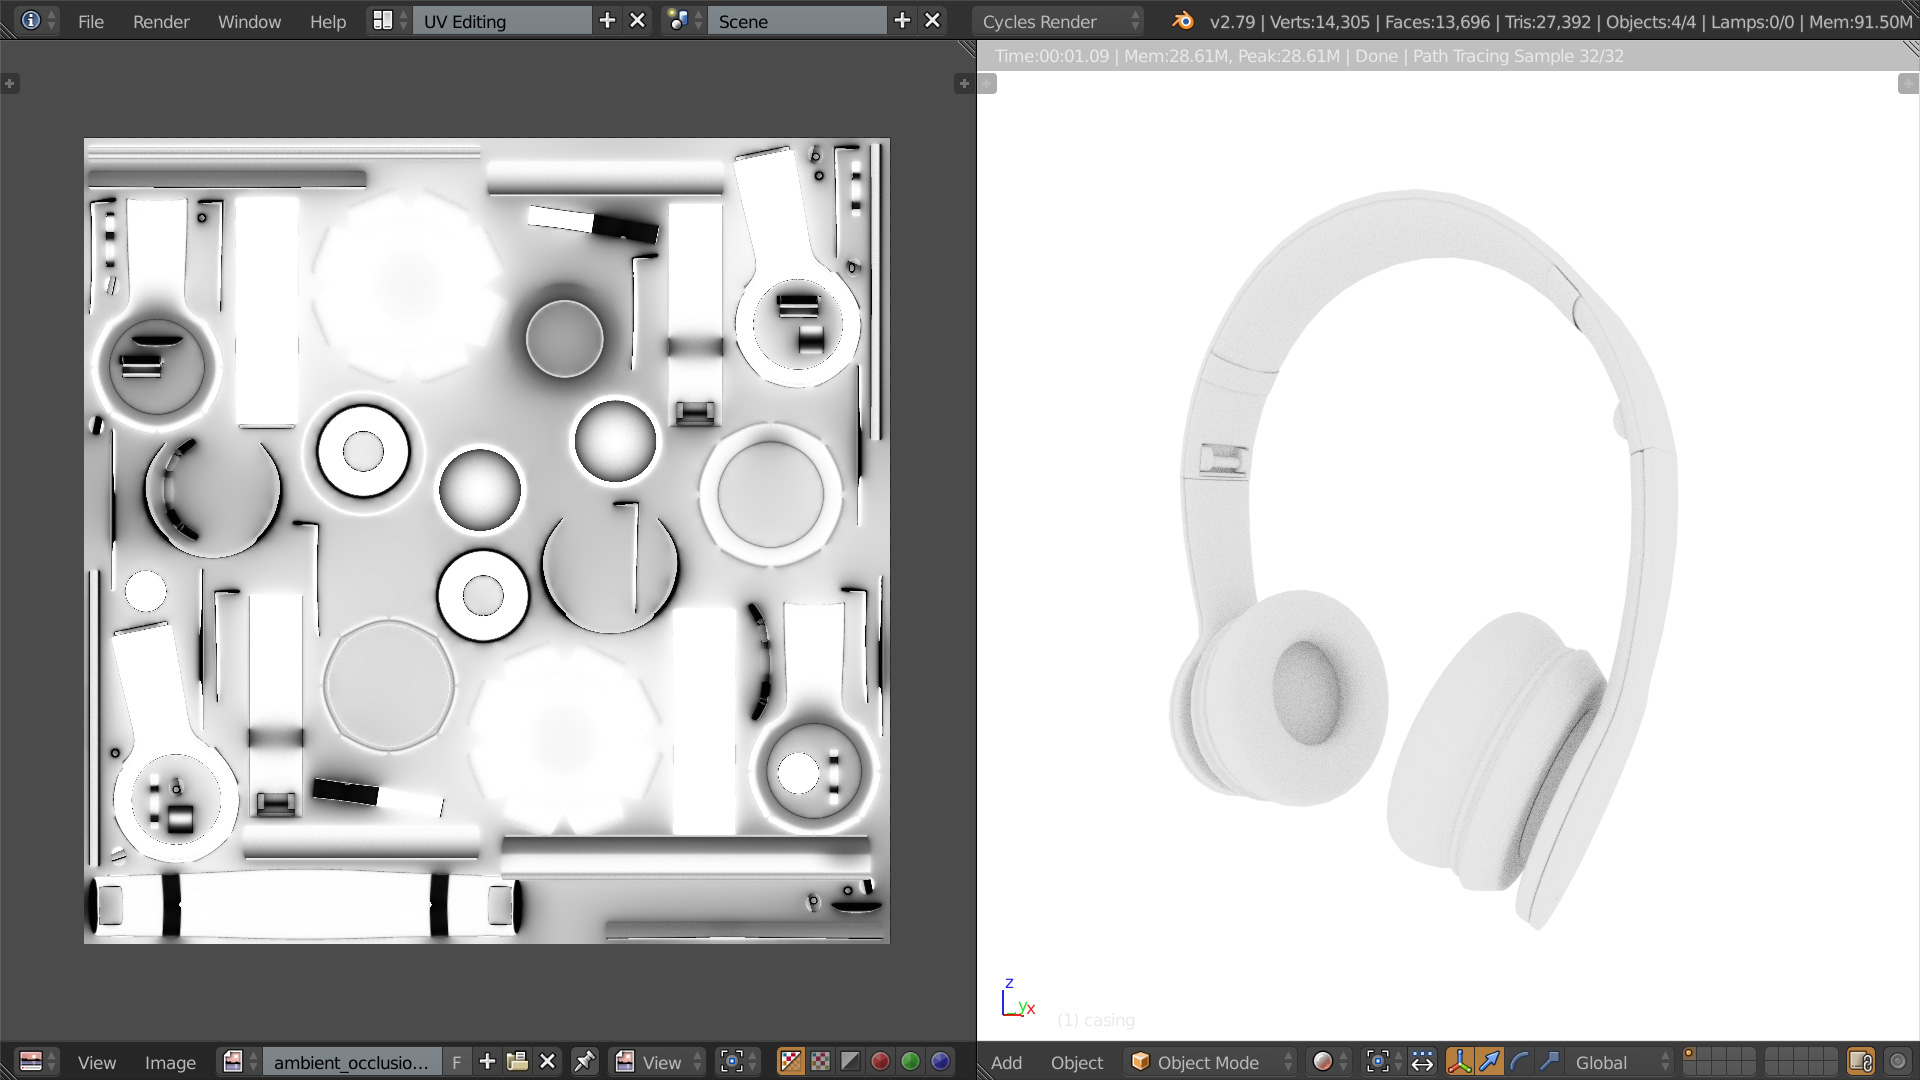 File Render Window Help UV Editing Scene Cycles Render v2.79 | Verts:14,305 | Faces:13,696 | Tris:27,392 | Objects:4/4 | Lamps:0/0 | Mem:91.50M
Time:00:01.09 | Mem:28.61M, Peak:28.61M | Done | Path Tracing Sample 32/32
z
y x
(1) casing
View Image ambient_occlusio... F View Add Object Object Mode Global